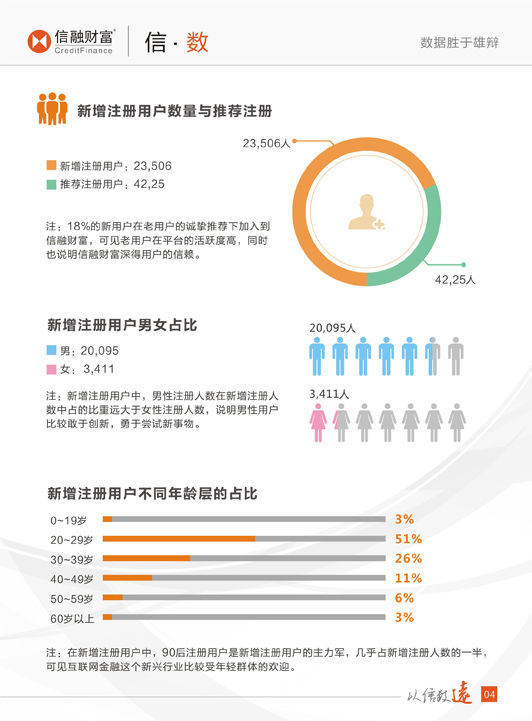 信融财富®
CreditFinance
信·数
数据胜于雄辩
新增注册用户数量与推荐注册
23,506人
新增注册用户：23,506
推荐注册用户：42,25
注：18%的新用户在老用户的诚挚推荐下加入到
信融财富，可见老用户在平台的活跃度高，同时
也说明信融财富深得用户的信赖。
42,25人
新增注册用户男女占比
20,095人
男：20,095
女： 3,411
3,411人
注：新增注册用户中，男性注册人数在新增注册人
数中占的比重远大于女性注册人数，说明男性用户
比较敢于创新，勇于尝试新事物。
新增注册用户不同年龄层的占比
0~19岁 3%
20~29岁 51%
30~39岁 26%
40~49岁 11%
50~59岁 6%
60岁以上 3%
注：在新增注册用户中，90后注册用户是新增注册用户的主力军，几乎占新增注册人数的一半，
可见互联网金融这个新兴行业比较受年轻群体的欢迎。
以信致遠 04